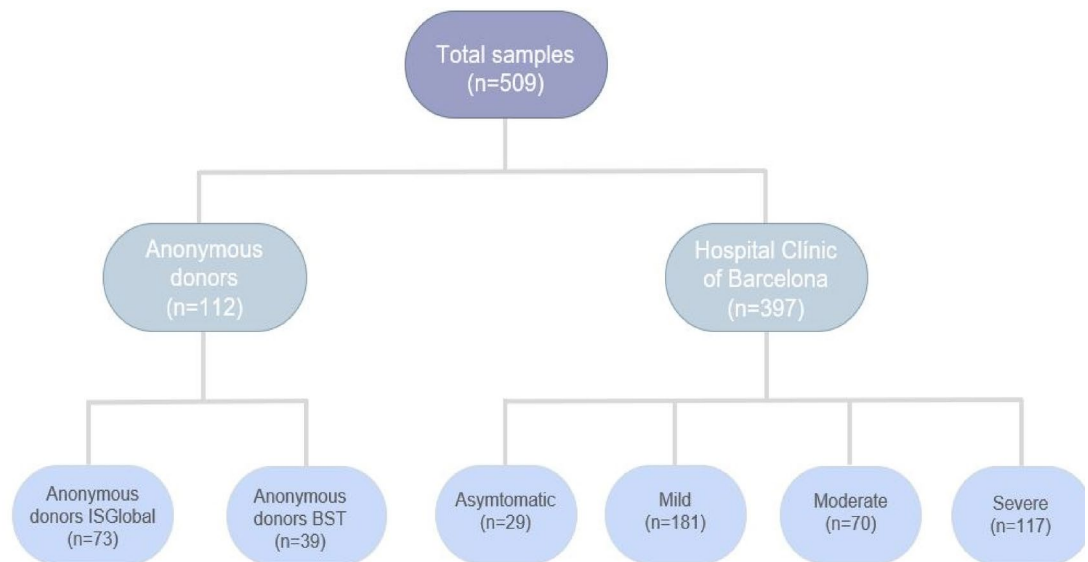 Total samples
(n=509)
Anonymous
donors
(n=112)
Hospital Clínic
of Barcelona
(n=397)
Anonymous
donors ISGlobal
(n=73)
Anonymous
donors BST
(n=39)
Asymtomatic
(n=29)
Mild
(n=181)
Moderate
(n=70)
Severe
(n=117)